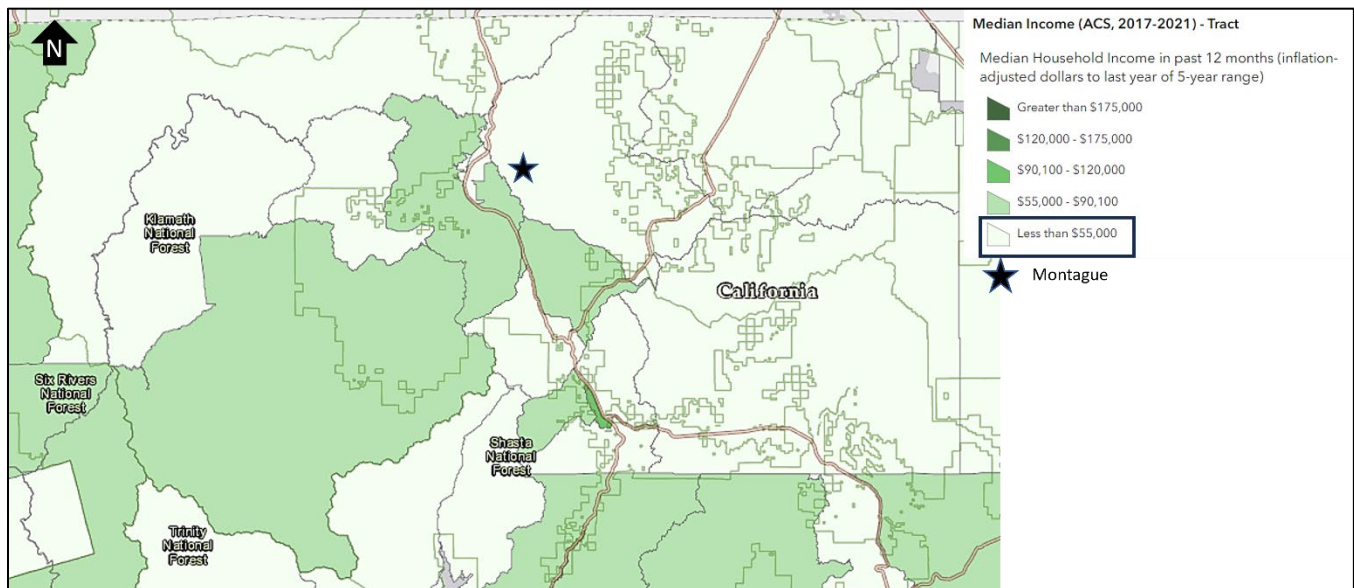 N
Klamath
National
Forest
Six Rivers
National
Forest
Trinity
National
Forest
Shasta
National
Forest
California
Median Income (ACS, 2017-2021) - Tract
Median Household Income in past 12 months (inflation-
adjusted dollars to last year of 5-year range)
Greater than $175,000
$120,000 - $175,000
$90,100 - $120,000
$55,000 - $90,100
Less than $55,000
Montague